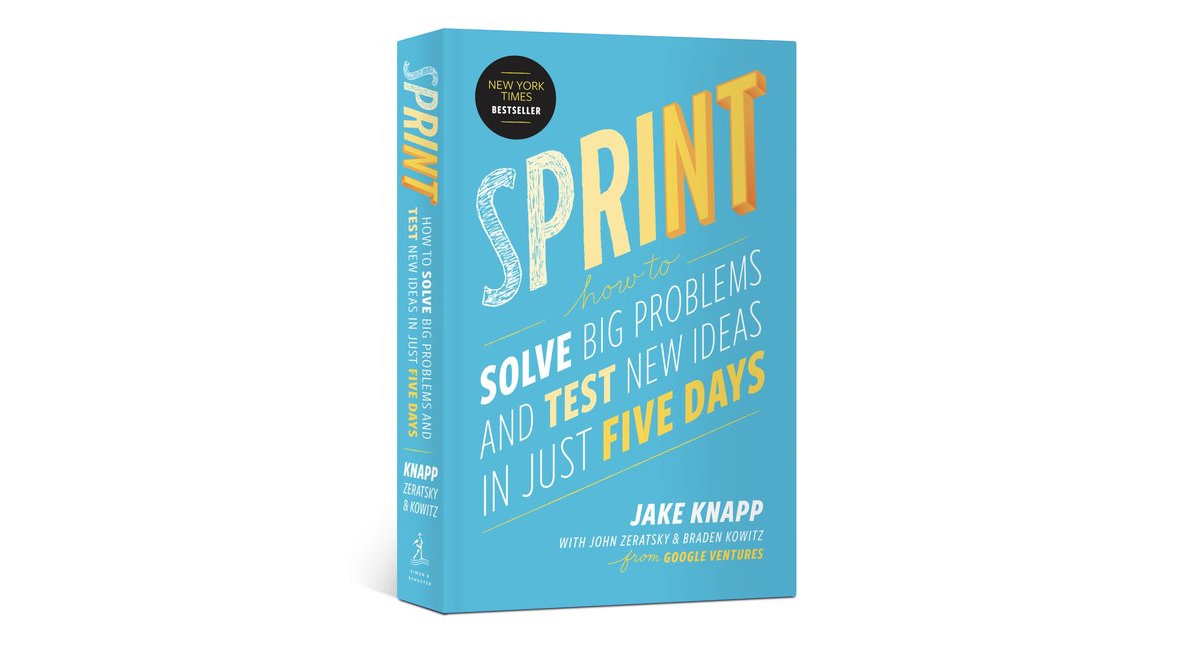 SPRINT
HOW TO SOLVE BIG PROBLEMS AND
TEST NEW IDEAS IN JUST FIVE DAYS
KNAPP
ZERATSKY
& KOWITZ
SIMON &
SCHUSTER
NEW YORK
TIMES
BESTSELLER
SPRINT
how to
SOLVE BIG PROBLEMS
AND TEST NEW IDEAS
IN JUST FIVE DAYS
JAKE KNAPP
WITH JOHN ZERATSKY & BRADEN KOWITZ
from GOOGLE VENTURES